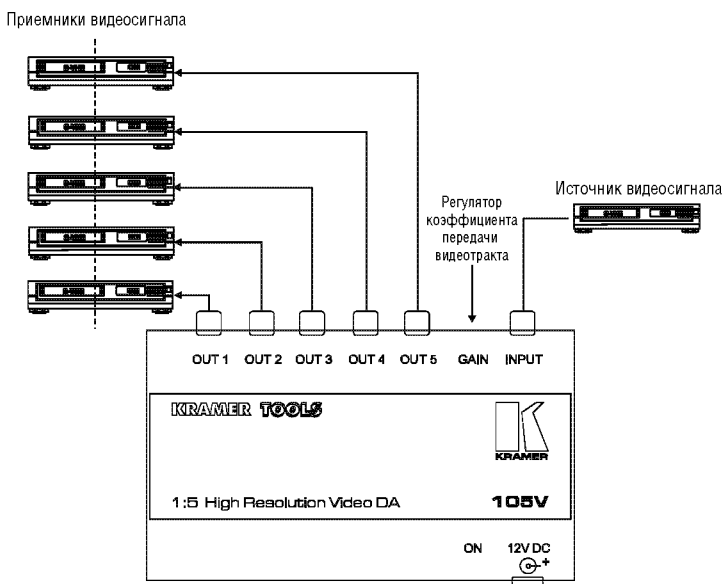 Приемники видеосигнала
Источник видеосигнала
Регулятор
коэффициента
передачи
видеотракта
OUT 1 OUT 2 OUT 3 OUT 4 OUT 5 GAIN INPUT
KRAMER TOOLS
K
KRAMER
1:5 High Resolution Video DA 105V
ON 12V DC
+